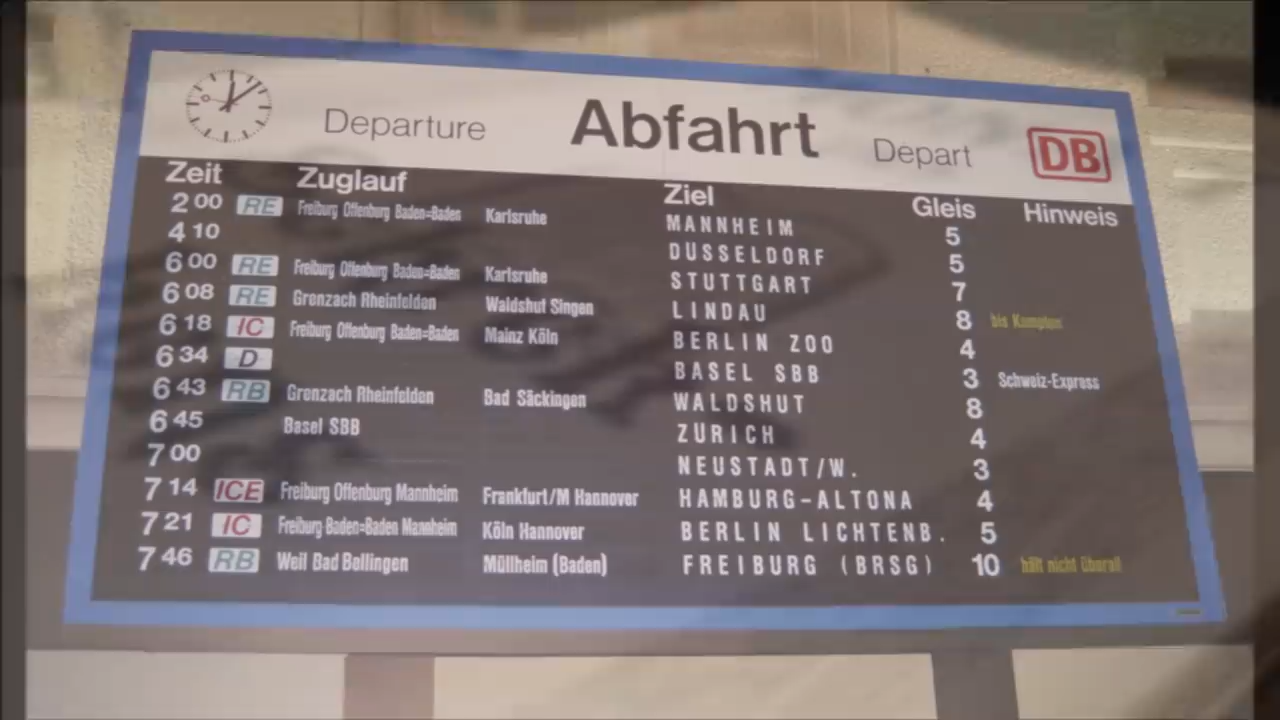 Departure Abfahrt Depart DB
Zeit Zuglauf Ziel Gleis Hinweis
2 00 RE Freiburg Offenburg Baden=Baden Karlsruhe MANNHEIM 5
4 10 DUSSELDORF 5
6 00 RE Freiburg Offenburg Baden=Baden Karlsruhe STUTTGART 7
6 08 RE Grenzach Rheinfelden Waldshut Singen LINDAU 8 bis
6 18 IC Freiburg Offenburg Baden=Baden Mainz Köln BERLIN ZOO 4
6 34 D BASEL SBB 3 Schweiz-Express
6 43 RB Grenzach Rheinfelden Bad Säckingen WALDSHUT 8
6 45 Basel SBB ZURICH 4
7 00 NEUSTADT/W. 3
7 14 ICE Freiburg Offenburg Mannheim Frankfurt/M Hannover HAMBURG-ALTONA 4
7 21 IC Freiburg Baden=Baden Mannheim Köln Hannover BERLIN LICHTENB. 5
7 46 RB Weil Bad Bellingen Müllheim (Baden) FREIBURG (BRSG) 10 hält nicht überall